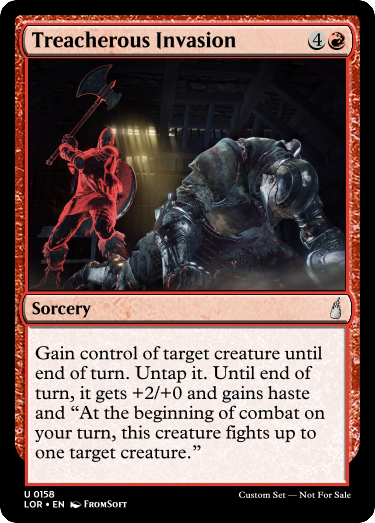 Treacherous Invasion 4
Sorcery
Gain control of target creature until
end of turn. Untap it. Until end of
turn, it gets +2/+0 and gains haste
and “At the beginning of combat on
your turn, this creature fights up to
one target creature.”
U 0158
LOR • EN FROMSOFT
Custom Set — Not For Sale